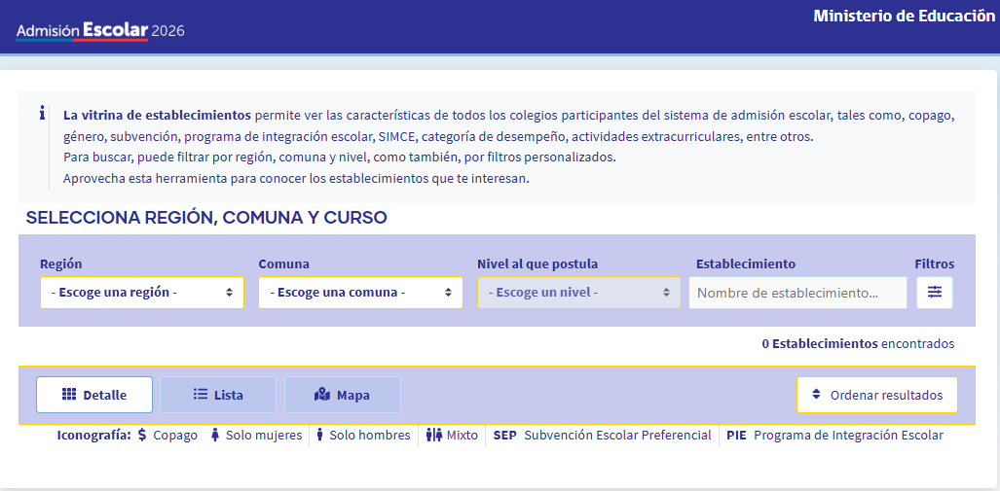 Ministerio de Educación
Admisión Escolar 2026
La vitrina de establecimientos permite ver las características de todos los colegios participantes del sistema de admisión escolar, tales como, copago,
género, subvención, programa de integración escolar, SIMCE, categoría de desempeño, actividades extracurriculares, entre otros.
Para buscar, puede filtrar por región, comuna y nivel, como también, por filtros personalizados.
Aprovecha esta herramienta para conocer los establecimientos que te interesan.
SELECCIONA REGIÓN, COMUNA Y CURSO
Región Comuna Nivel al que postula Establecimiento Filtros
- Escoge una región - - Escoge una comuna - - Escoge un nivel - Nombre de establecimiento...
0 Establecimientos encontrados
Detalle Lista Mapa Ordenar resultados
Iconografía: $ Copago Solo mujeres Solo hombres Mixto SEP Subvención Escolar Preferencial PIE Programa de Integración Escolar